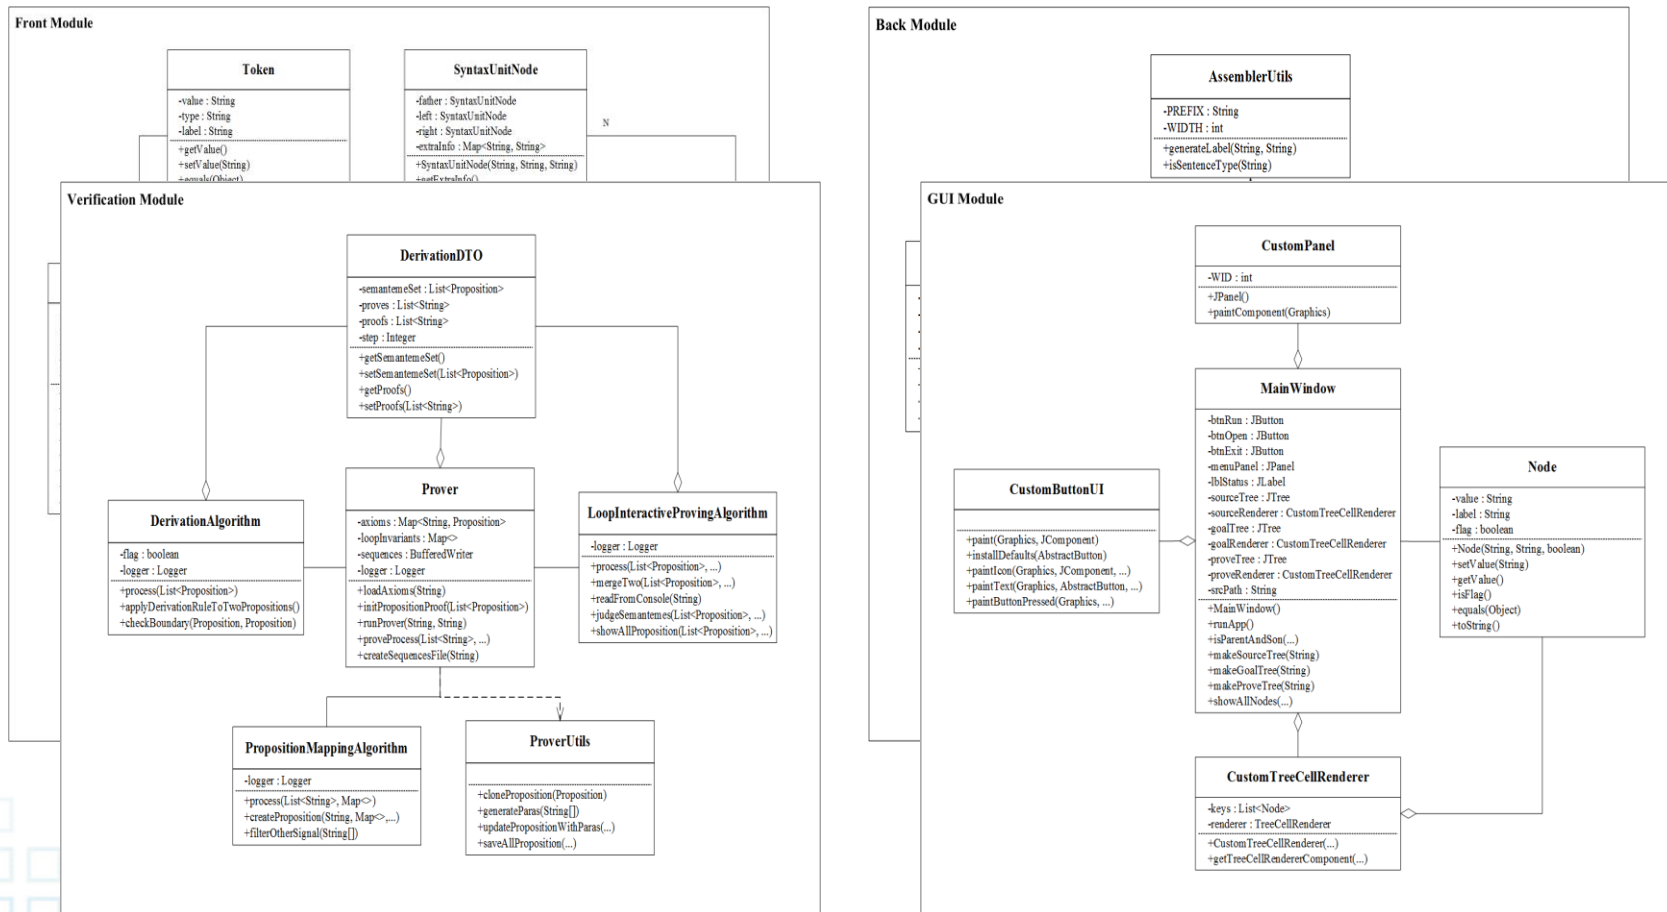 Front Module
Token
-value : String
-type : String
-label : String
+getValue()
+setValue(String)
+equals(Object)
SyntaxUnitNode
-father : SyntaxUnitNode
-left : SyntaxUnitNode
-right : SyntaxUnitNode
-extraInfo : Map<String, String>
+SyntaxUnitNode(String, String, String)
+getExtraInfo()
N
Verification Module
DerivationDTO
-semantemeSet : List<Proposition>
-proves : List<String>
-proofs : List<String>
-step : Integer
+getSemantemeSet()
+setSemantemeSet(List<Proposition>)
+getProofs()
+setProofs(List<String>)
DerivationAlgorithm
-flag : boolean
-logger : Logger
+process(List<Proposition>)
+applyDerivationRuleToTwoPropositions()
+checkBoundary(Proposition, Proposition)
Prover
-axioms : Map<String, Proposition>
-loopInvariants : Map<>
-sequences : BufferedWriter
-logger : Logger
+loadAxioms(String)
+initPropositionProof(List<Proposition>)
+runProver(String, String)
+proveProcess(List<String>, ...)
+createSequencesFile(String)
LoopInteractiveProvingAlgorithm
-logger : Logger
+process(List<Proposition>, ...)
+mergeTwo(List<Proposition>, ...)
+readFromConsole(String)
+judgeSemantemes(List<Proposition>, ...)
+showAllProposition(List<Proposition>, ...)
PropositionMappingAlgorithm
-logger : Logger
+process(List<String>, Map<>)
+createProposition(String, Map<>,...)
+filterOtherSignal(String[])
ProverUtils
+cloneProposition(Proposition)
+generateParas(String[])
+updatePropositionWithParas(...)
+saveAllProposition(...)
Back Module
AssemblerUtils
-PREFIX : String
-WIDTH : int
+generateLabel(String, String)
+isSentenceType(String)
GUI Module
CustomPanel
-WID : int
+JPanel()
+paintComponent(Graphics)
MainWindow
-btnRun : JButton
-btnOpen : JButton
-btnExit : JButton
-menuPanel : JPanel
-lblStatus : JLabel
-sourceTree : JTree
-sourceRenderer : CustomTreeCellRenderer
-goalTree : JTree
-goalRenderer : CustomTreeCellRenderer
-proveTree : JTree
-proveRenderer : CustomTreeCellRenderer
-srcPath : String
+MainWindow()
+runApp()
+isParentAndSon(...)
+makeSourceTree(String)
+makeGoalTree(String)
+makeProveTree(String)
+showAllNodes(...)
CustomButtonUI
+paint(Graphics, JComponent)
+installDefaults(AbstractButton)
+paintIcon(Graphics, JComponent, ...)
+paintText(Graphics, AbstractButton, ...)
+paintButtonPressed(Graphics, ...)
Node
-value : String
-label : String
-flag : boolean
+Node(String, String, boolean)
+setValue(String)
+getValue()
+isFlag()
+equals(Object)
+toString()
CustomTreeCellRenderer
-keys : List<Node>
-renderer : TreeCellRenderer
+CustomTreeCellRenderer(...)
+getTreeCellRendererComponent(...)